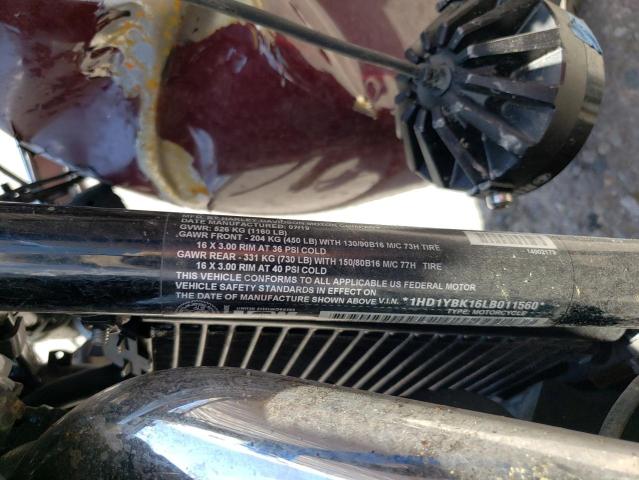 MFG. BY HARLEY-DAVIDSON MOTOR COMPANY
DATE MANUFACTURED: 07/19
GVWR: 526 KG (1160 LB)
GAWR FRONT - 204 KG (450 LB) WITH 130/90B16 M/C 73H TIRE
16 X 3.00 RIM AT 36 PSI COLD
GAWR REAR - 331 KG (730 LB) WITH 150/80B16 M/C 77H TIRE
16 X 3.00 RIM AT 40 PSI COLD
THIS VEHICLE CONFORMS TO ALL APPLICABLE US FEDERAL MOTOR
VEHICLE SAFETY STANDARDS IN EFFECT ON
THE DATE OF MANUFACTURE SHOWN ABOVE V.I.N. *1HD1YBK16LB011560*
TYPE: MOTORCYCLE
14002173